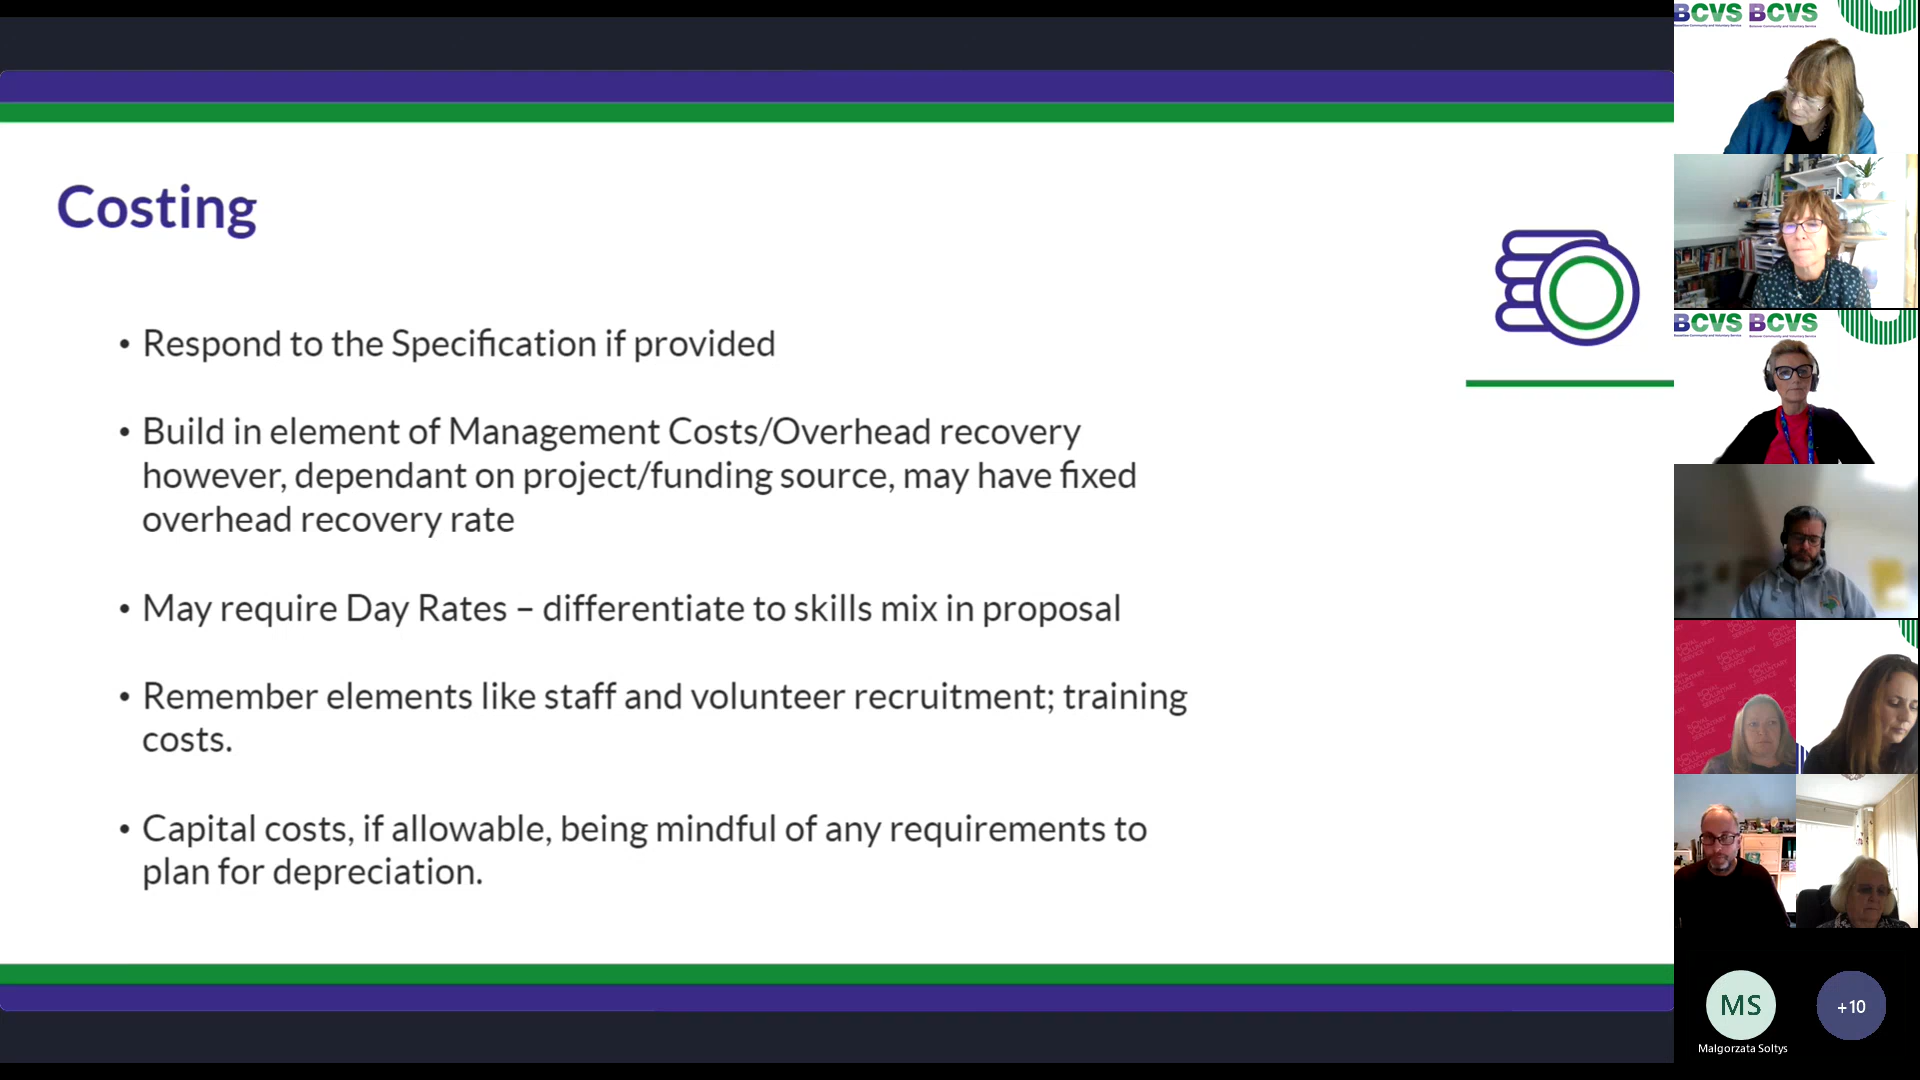 Costing
• Respond to the Specification if provided
• Build in element of Management Costs/Overhead recovery
however, dependant on project/funding source, may have fixed
overhead recovery rate
• May require Day Rates – differentiate to skills mix in proposal
• Remember elements like staff and volunteer recruitment; training
costs.
• Capital costs, if allowable, being mindful of any requirements to
plan for depreciation.
BCVS BCVS
BCVS BCVS
ROYAL
VOLUNTARY
SERVICE
MS
+10
Malgorzata Soltys